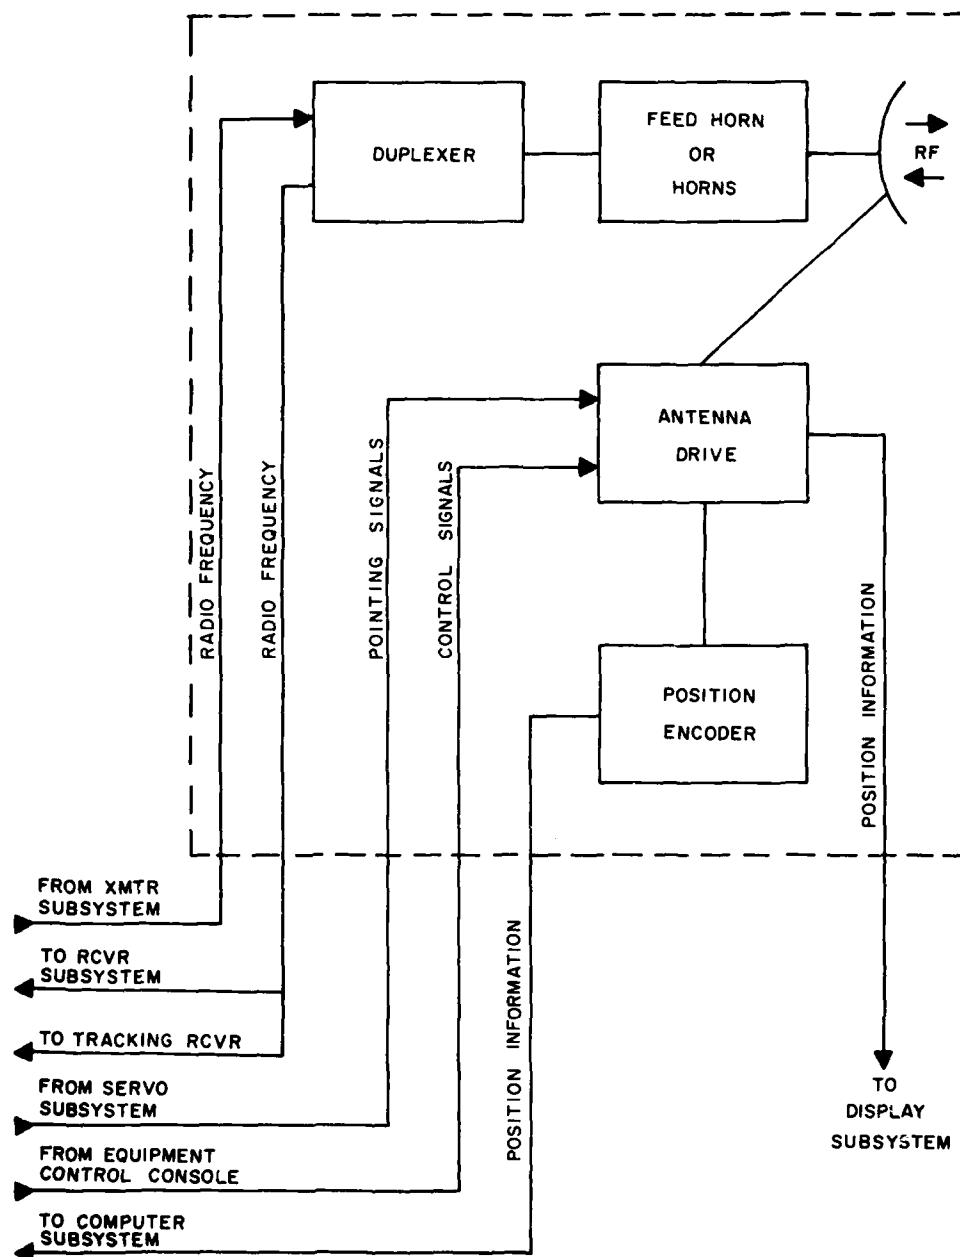 DUPLEXER
FEED HORN
OR
HORNS
RF
ANTENNA
DRIVE
POSITION
ENCODER
RADIO FREQUENCY
RADIO FREQUENCY
POINTING SIGNALS
CONTROL SIGNALS
POSITION INFORMATION
POSITION INFORMATION
FROM XMTR
SUBSYSTEM
TO RCVR
SUBSYSTEM
TO TRACKING RCVR
FROM SERVO
SUBSYSTEM
FROM EQUIPMENT
CONTROL CONSOLE
TO COMPUTER
SUBSYSTEM
TO
DISPLAY
SUBSYSTEM